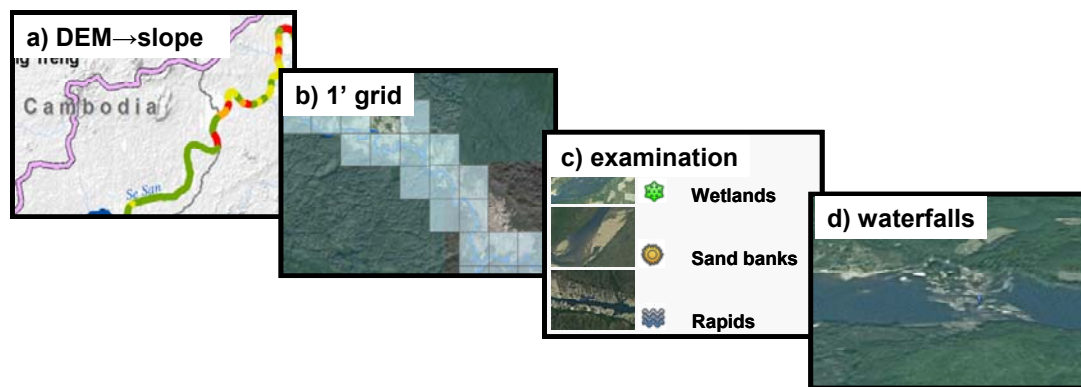 a) DEM→slope
Cambodia
Se San
b) 1’ grid
c) examination
Wetlands
Sand banks
Rapids
d) waterfalls